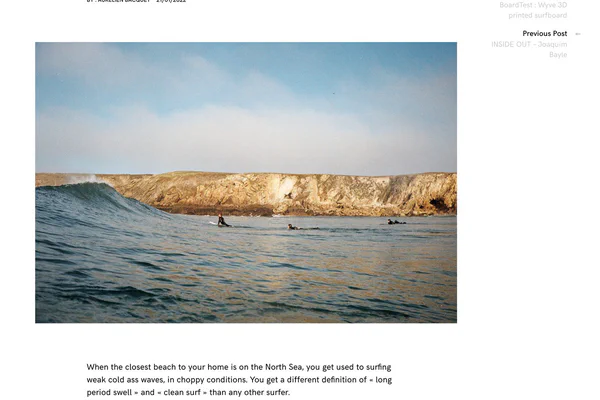 BY : AURÉLIEN BACQUET 29/01/2022
BoardTest : Wyve 3D
printed surfboard
Previous Post ←
INSIDE OUT – Joaquim
Bayle
When the closest beach to your home is on the North Sea, you get used to surfing
weak cold ass waves, in choppy conditions. You get a different definition of « long
period swell » and « clean surf » than any other surfer.